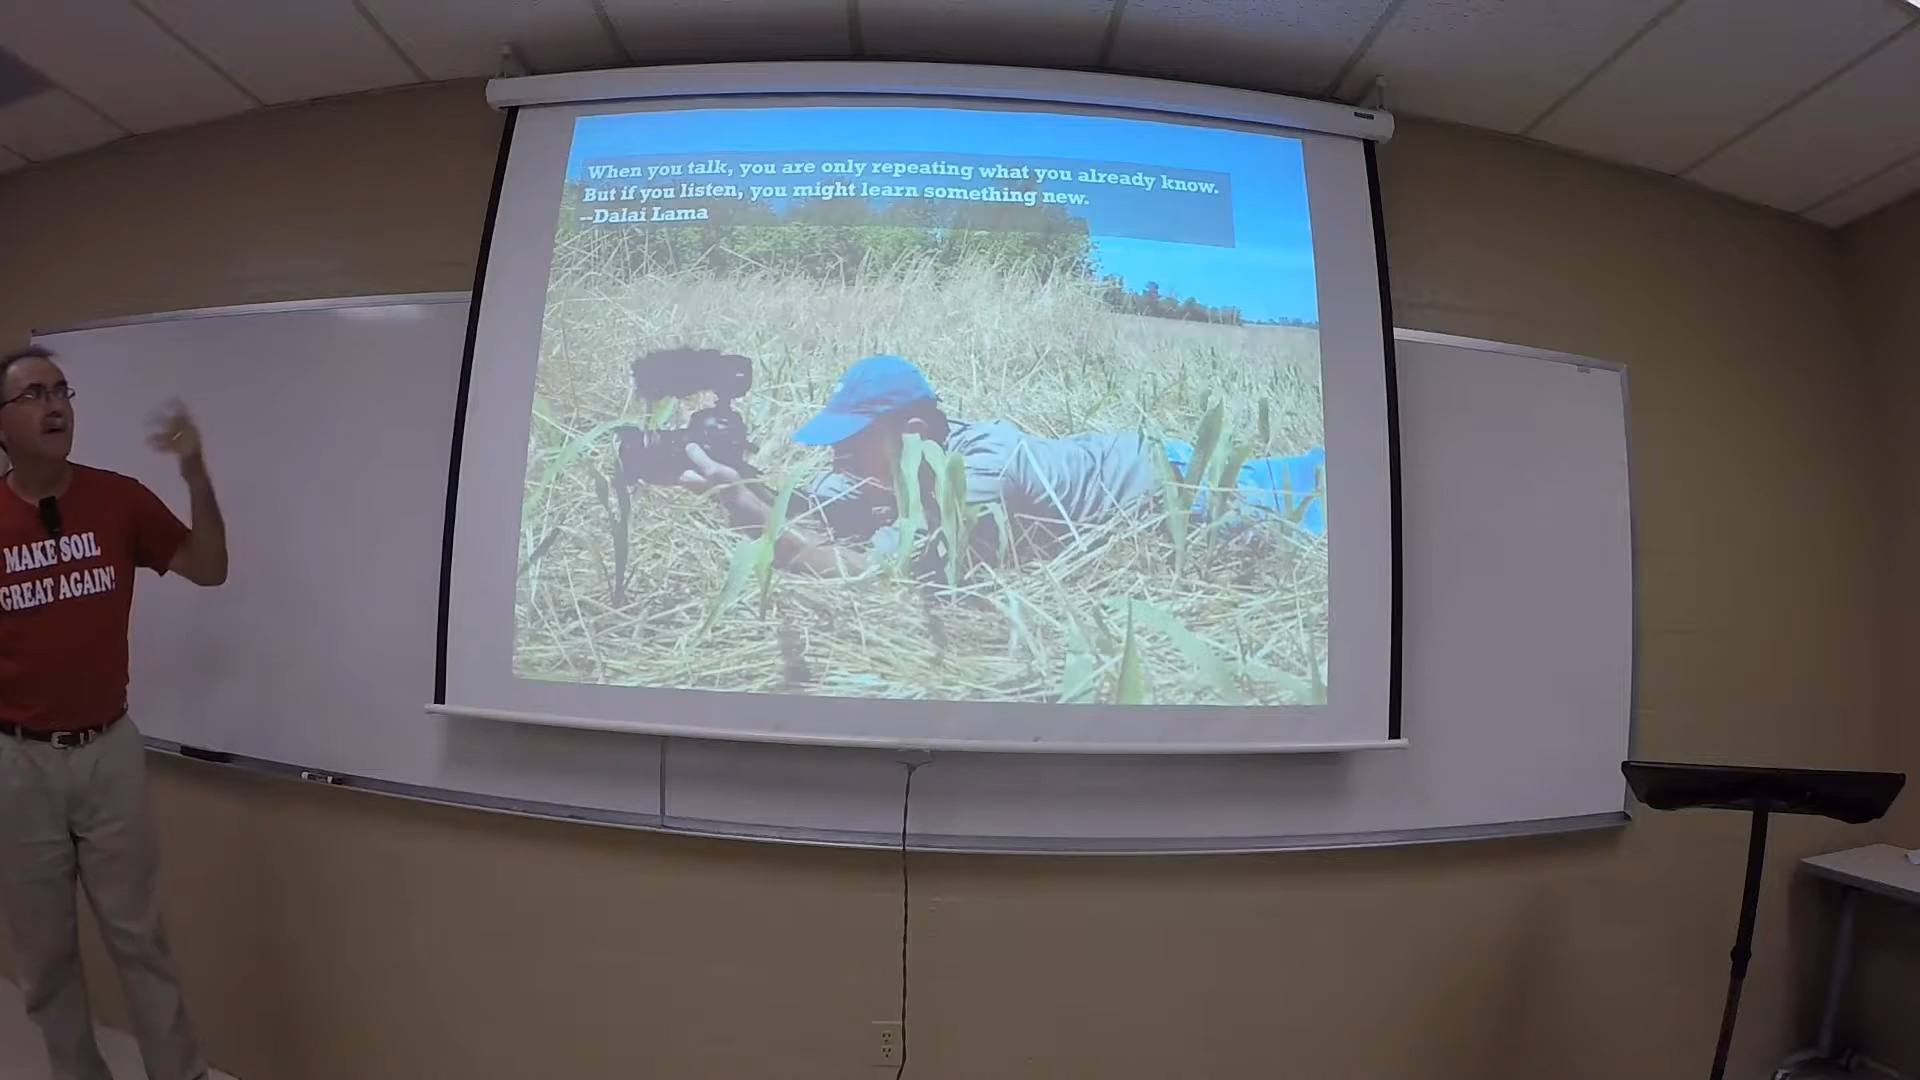 When you talk, you are only repeating what you already know.
But if you listen, you might learn something new.
--Dalai Lama
MAKE SOIL
GREAT AGAIN!